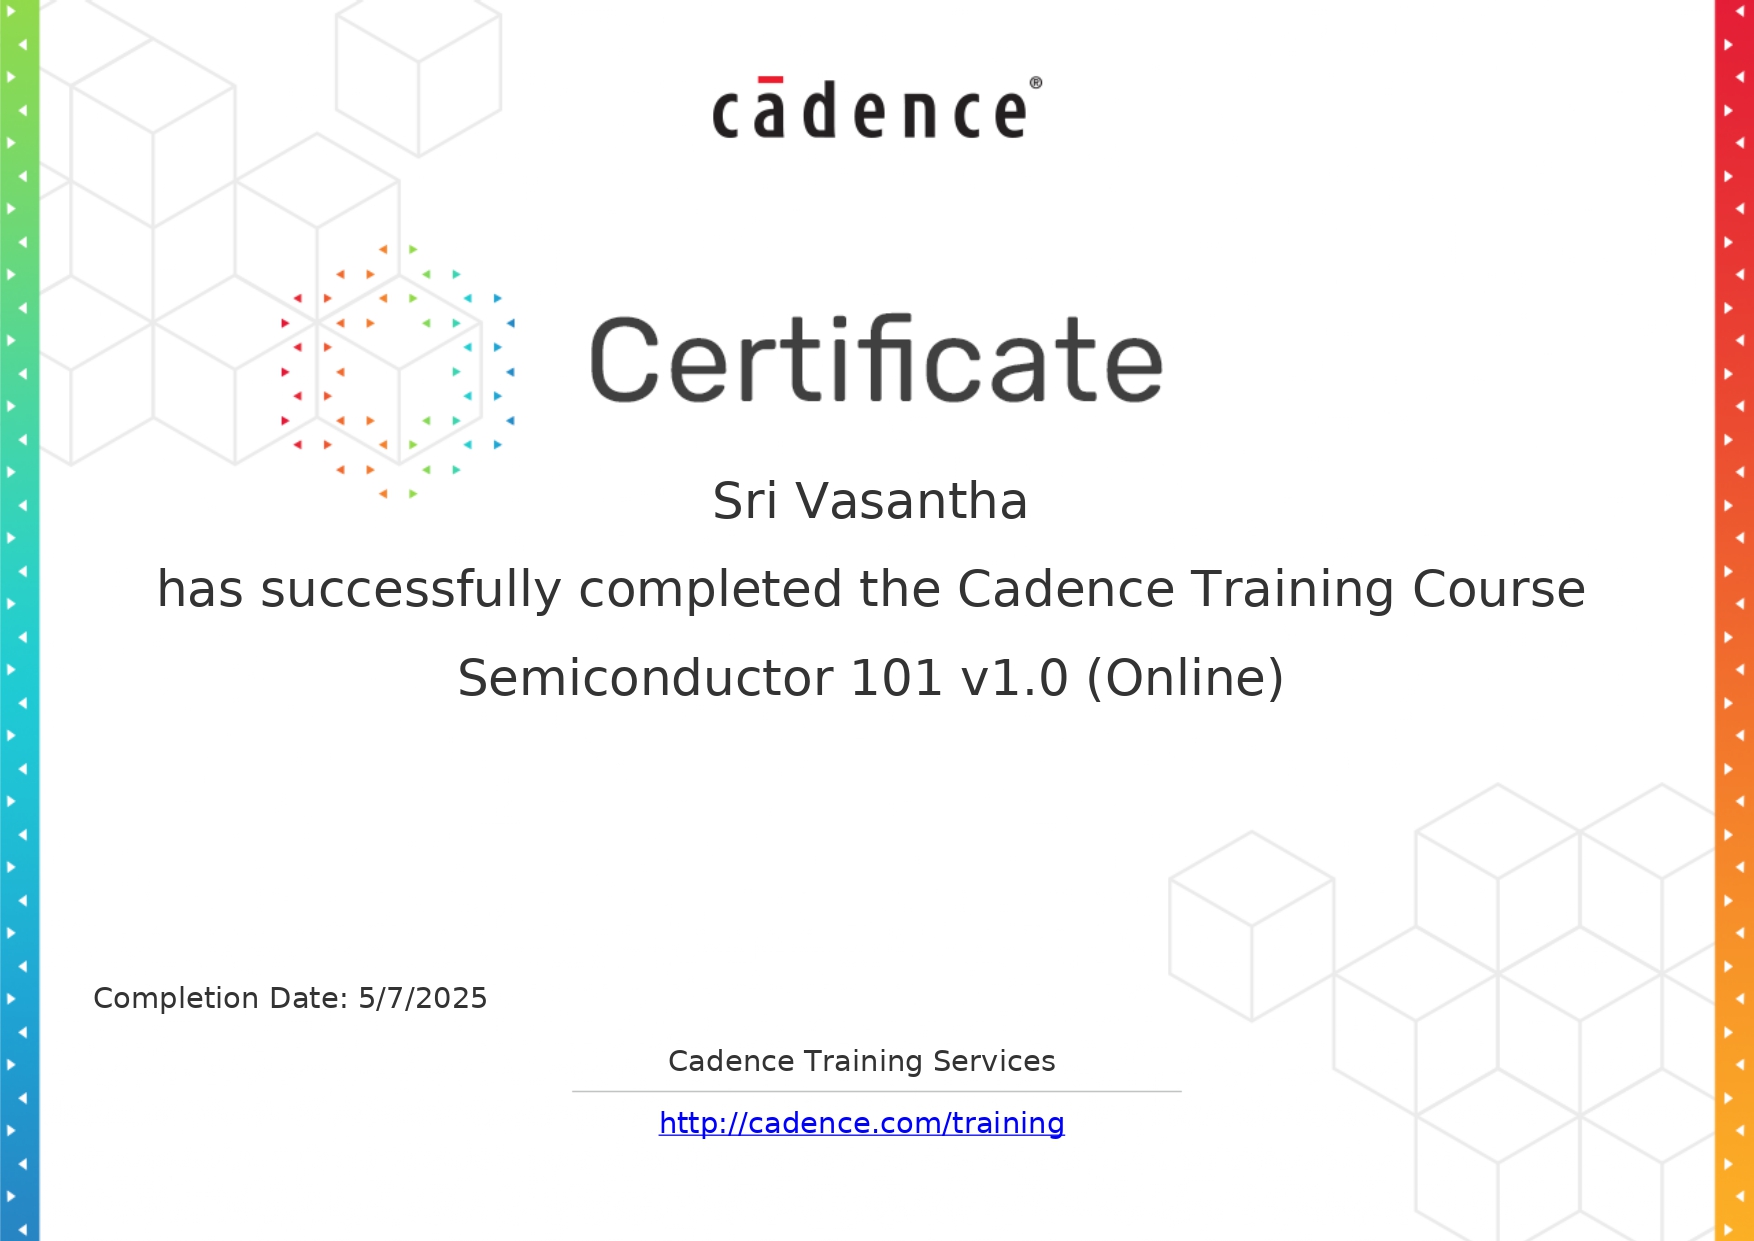 cādence®
Certificate
Sri Vasantha
has successfully completed the Cadence Training Course
Semiconductor 101 v1.0 (Online)
Completion Date: 5/7/2025
Cadence Training Services
http://cadence.com/training